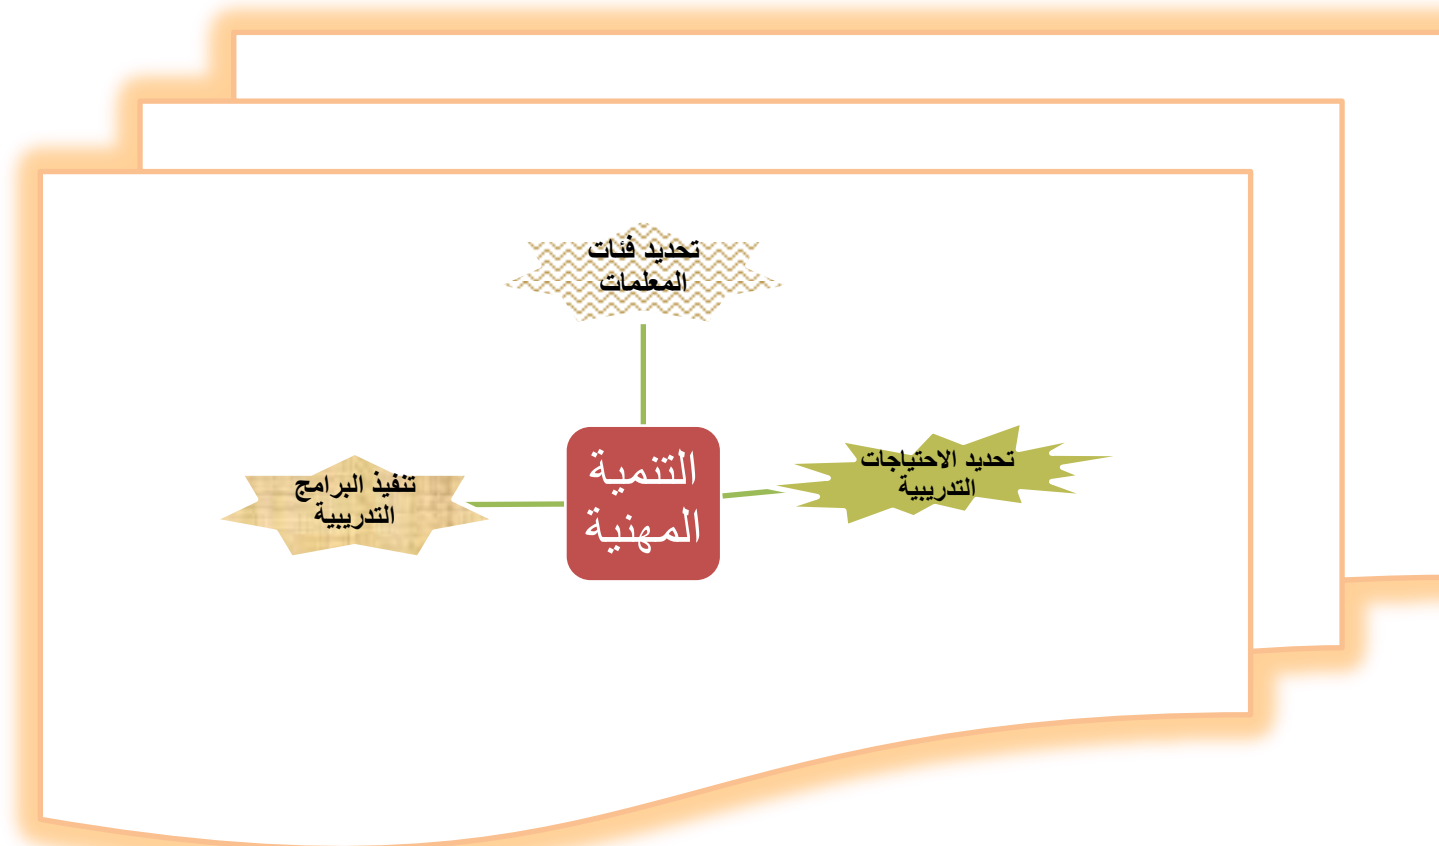 تحديد فئات
المعلمات
تحديد الاحتياجات
التدريبية
التنمية
المهنية
تنفيذ البرامج
التدريبية